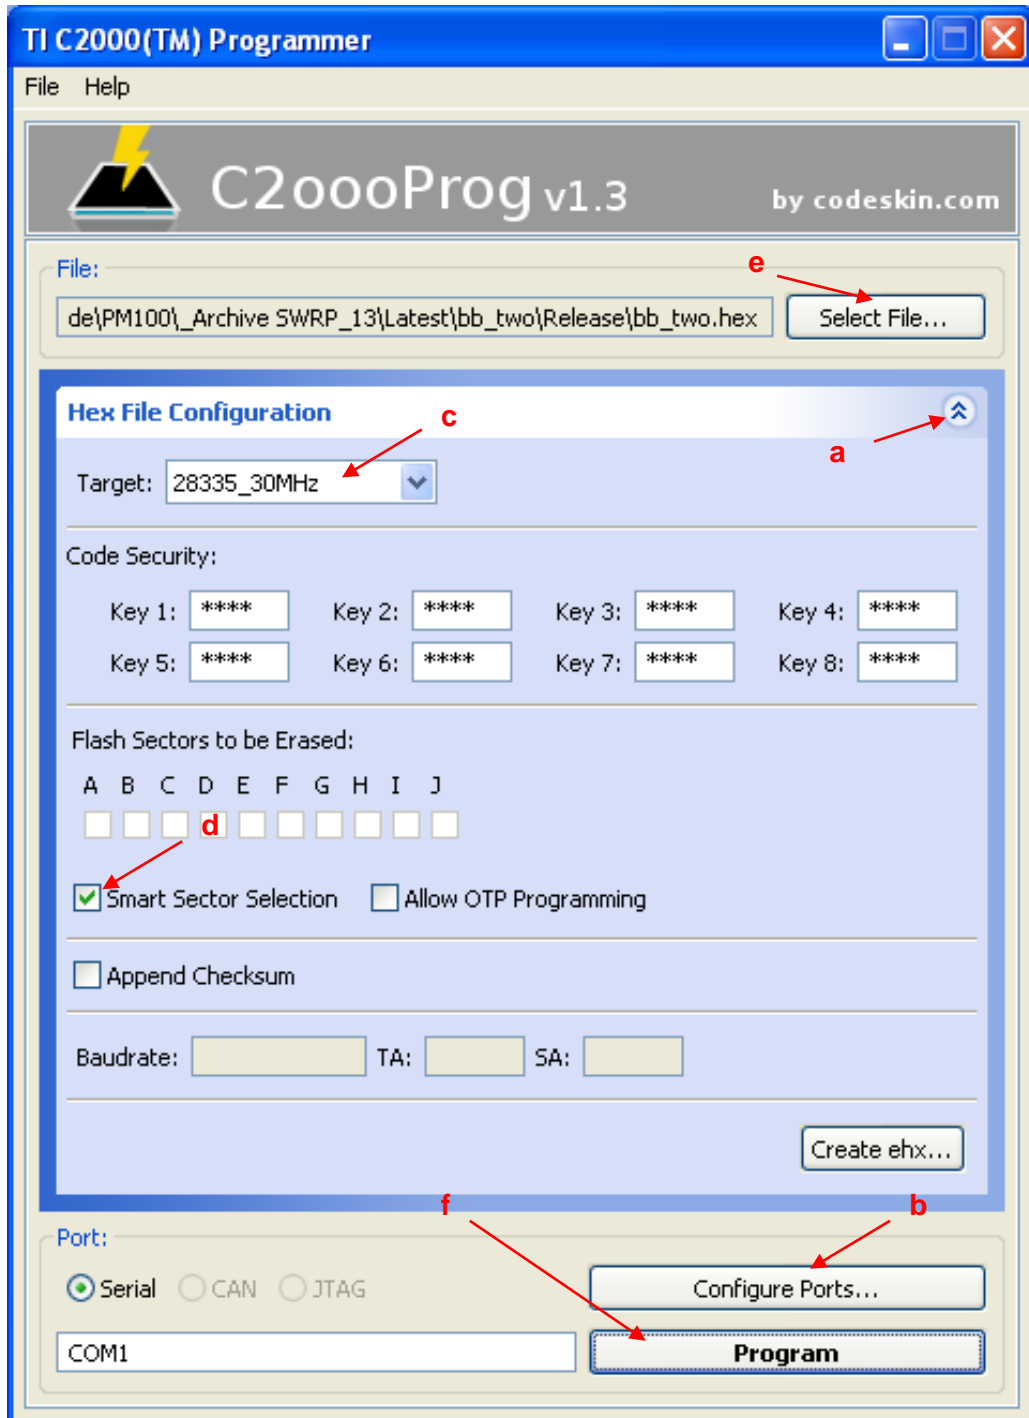 TI C2000(TM) Programmer
File Help
C2oooProg v1.3 by codeskin.com
File:
e
de\PM100\_Archive SWRP_13\Latest\bb_two\Release\bb_two.hex Select File...
Hex File Configuration
c
a
Target: 28335_30MHz
Code Security:
Key 1: **** Key 2: **** Key 3: **** Key 4: ****
Key 5: **** Key 6: **** Key 7: **** Key 8: ****
Flash Sectors to be Erased:
A B C D E F G H I J
d
Smart Sector Selection Allow OTP Programming
Append Checksum
Baudrate: TA: SA:
Create ehx...
f b
Port:
Serial CAN JTAG Configure Ports...
COM1 Program